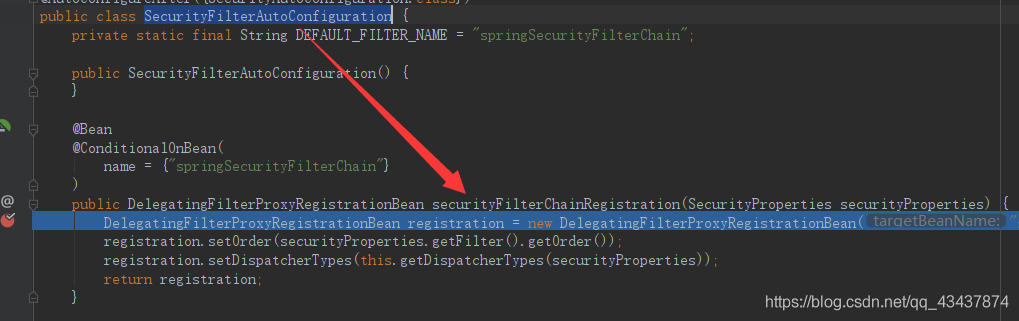 @AutoConfigureAfter({SecurityAutoConfiguration.class})
public class SecurityFilterAutoConfiguration {
private static final String DEFAULT_FILTER_NAME = "springSecurityFilterChain";
public SecurityFilterAutoConfiguration() {
}
@Bean
@ConditionalOnBean(
name = {"springSecurityFilterChain"}
)
@ public DelegatingFilterProxyRegistrationBean securityFilterChainRegistration(SecurityProperties securityProperties) {
DelegatingFilterProxyRegistrationBean registration = new DelegatingFilterProxyRegistrationBean( targetBeanName: "
registration.setOrder(securityProperties.getFilter().getOrder());
registration.setDispatcherTypes(this.getDispatcherTypes(securityProperties));
return registration;
}
https://blog.csdn.net/qq_43437874